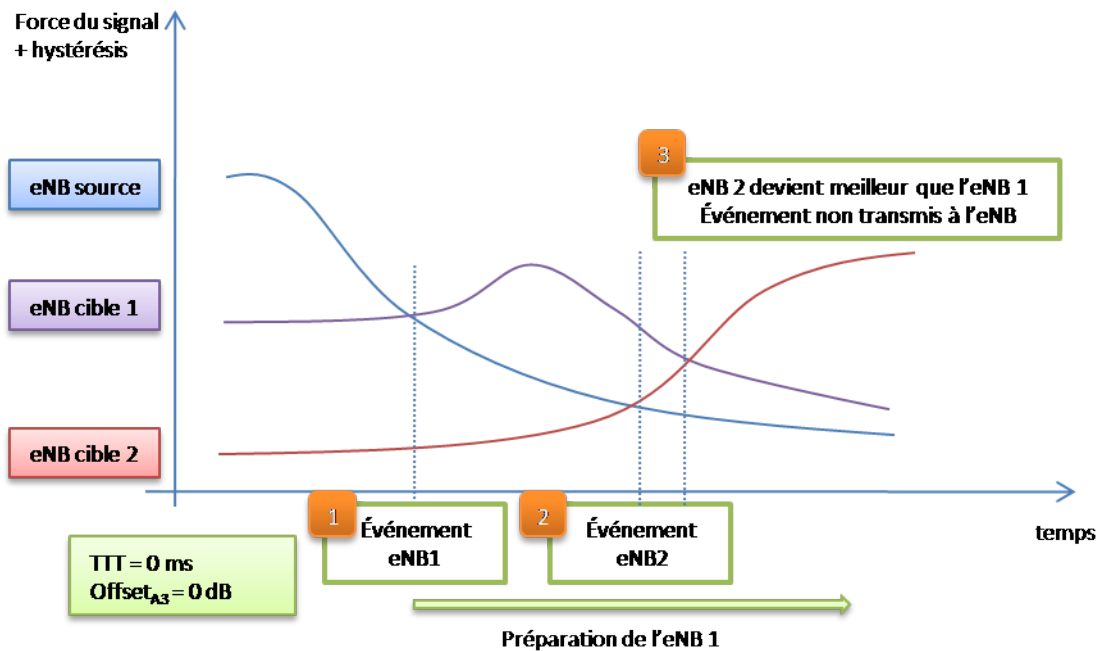 Force du signal
+ hystérésis
3
eNB source
eNB 2 devient meilleur que l'eNB 1
Événement non transmis à l'eNB
eNB cible 1
eNB cible 2
1
Événement
eNB1
2
Événement
eNB2
temps
TTT = 0 ms
OffsetA3 = 0 dB
Préparation de l'eNB 1